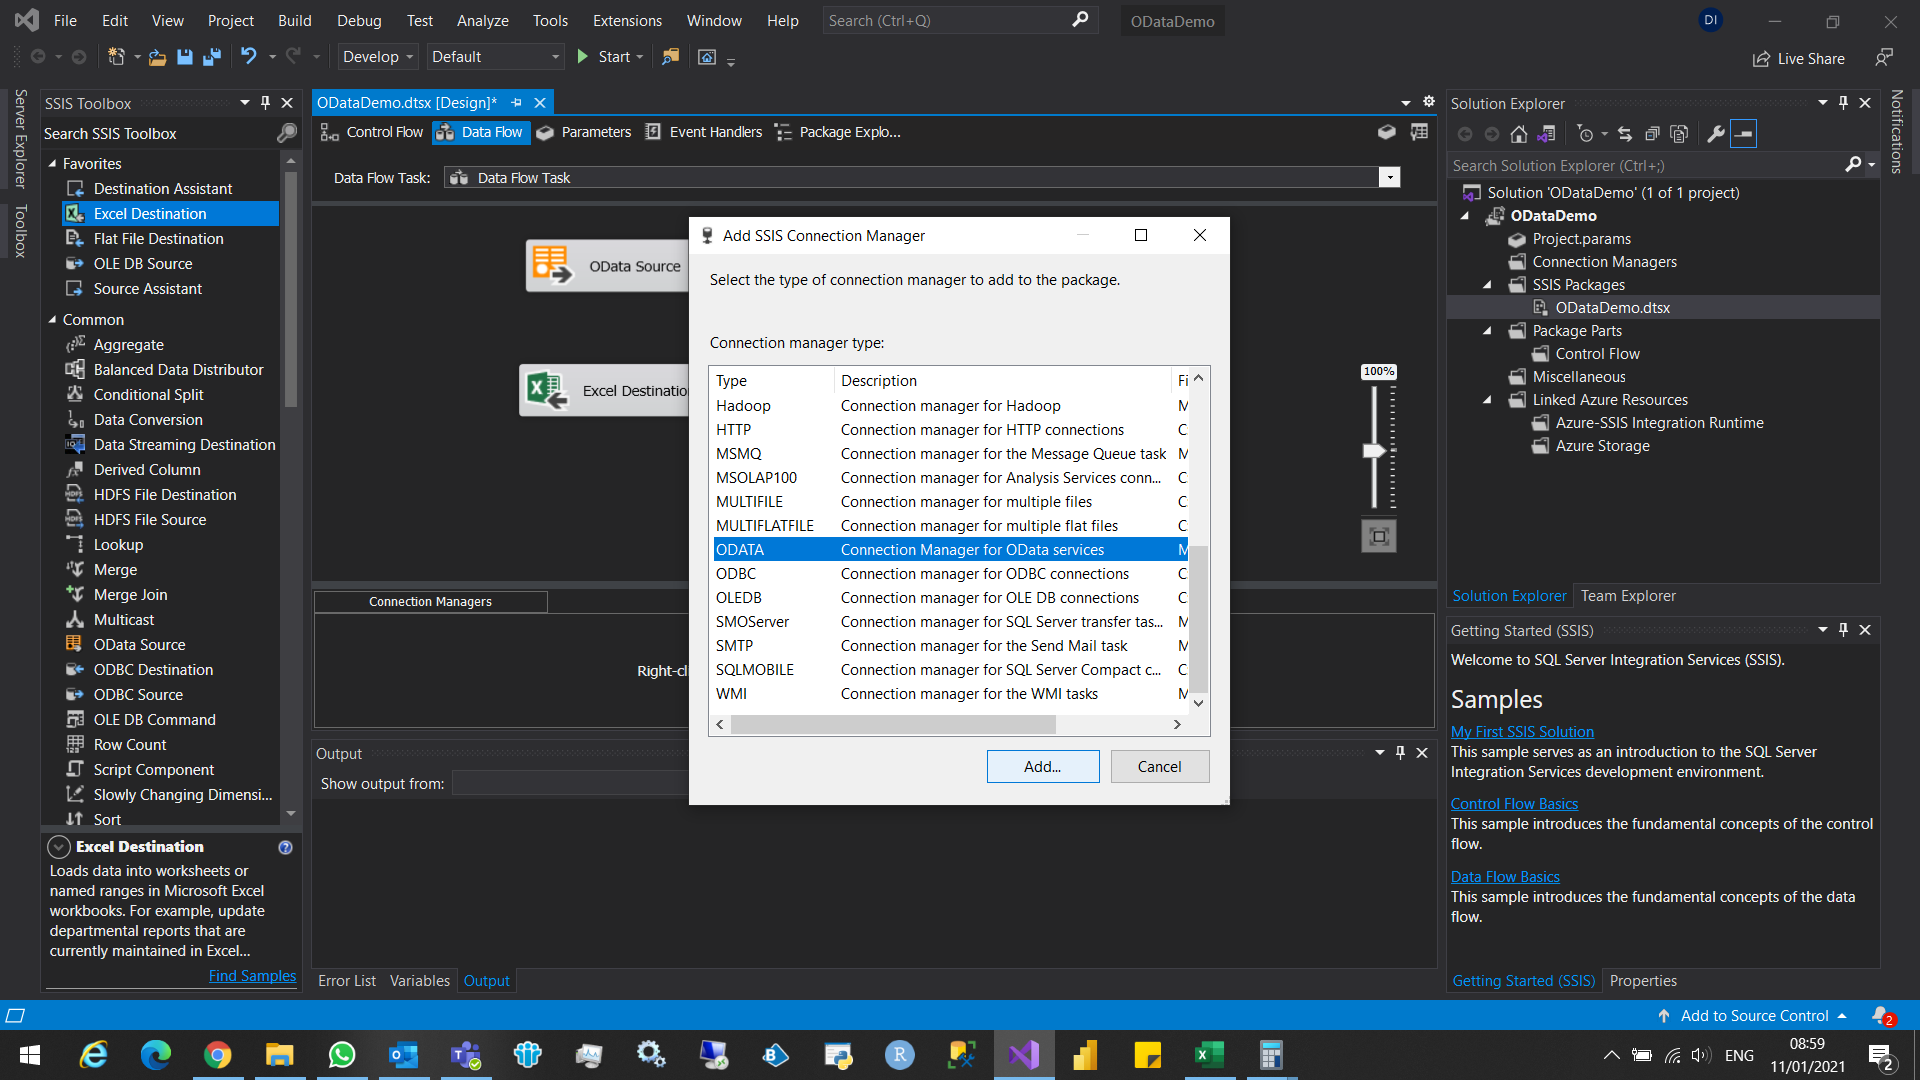 File Edit View Project Build Debug Test Analyze Tools Extensions Window Help Search (Ctrl+Q) ODataDemo DI
Develop Default Start Live Share
Server Explorer
Toolbox
SSIS Toolbox
Search SSIS Toolbox
Favorites
Destination Assistant
Excel Destination
Flat File Destination
OLE DB Source
Source Assistant
Common
Aggregate
Balanced Data Distributor
Conditional Split
Data Conversion
Data Streaming Destination
Derived Column
HDFS File Destination
HDFS File Source
Lookup
Merge
Merge Join
Multicast
OData Source
ODBC Destination
ODBC Source
OLE DB Command
Row Count
Script Component
Slowly Changing Dimensi...
Sort
Excel Destination
Loads data into worksheets or
named ranges in Microsoft Excel
workbooks. For example, update
departmental reports that are
currently maintained in Excel...
Find Samples
ODataDemo.dtsx [Design]*
Control Flow Data Flow Parameters Event Handlers Package Explo...
Data Flow Task: Data Flow Task
OData Source
Excel Destinatio
100%
Connection Managers
Right-cl
Add SSIS Connection Manager
Select the type of connection manager to add to the package.
Connection manager type:
Type Description Fi
Hadoop Connection manager for Hadoop M
HTTP Connection manager for HTTP connections C
MSMQ Connection manager for the Message Queue task M
MSOLAP100 Connection manager for Analysis Services conn... C
MULTIFILE Connection manager for multiple files C
MULTIFLATFILE Connection manager for multiple flat files C
ODATA Connection Manager for OData services M
ODBC Connection manager for ODBC connections C
OLEDB Connection manager for OLE DB connections C
SMOServer Connection manager for SQL Server transfer tas... M
SMTP Connection manager for the Send Mail task M
SQLMOBILE Connection manager for SQL Server Compact c... C
WMI Connection manager for the WMI tasks M
Add... Cancel
Output
Show output from:
Error List Variables Output
Solution Explorer
Search Solution Explorer (Ctrl+;)
Solution 'ODataDemo' (1 of 1 project)
ODataDemo
Project.params
Connection Managers
SSIS Packages
ODataDemo.dtsx
Package Parts
Control Flow
Miscellaneous
Linked Azure Resources
Azure-SSIS Integration Runtime
Azure Storage
Solution Explorer Team Explorer
Getting Started (SSIS)
Welcome to SQL Server Integration Services (SSIS).
Samples
My First SSIS Solution
This sample serves as an introduction to the SQL Server
Integration Services development environment.
Control Flow Basics
This sample introduces the fundamental concepts of the control
flow.
Data Flow Basics
This sample introduces the fundamental concepts of the data
flow.
Getting Started (SSIS) Properties
Notifications
Add to Source Control 2
ENG
08:59
11/01/2021
2